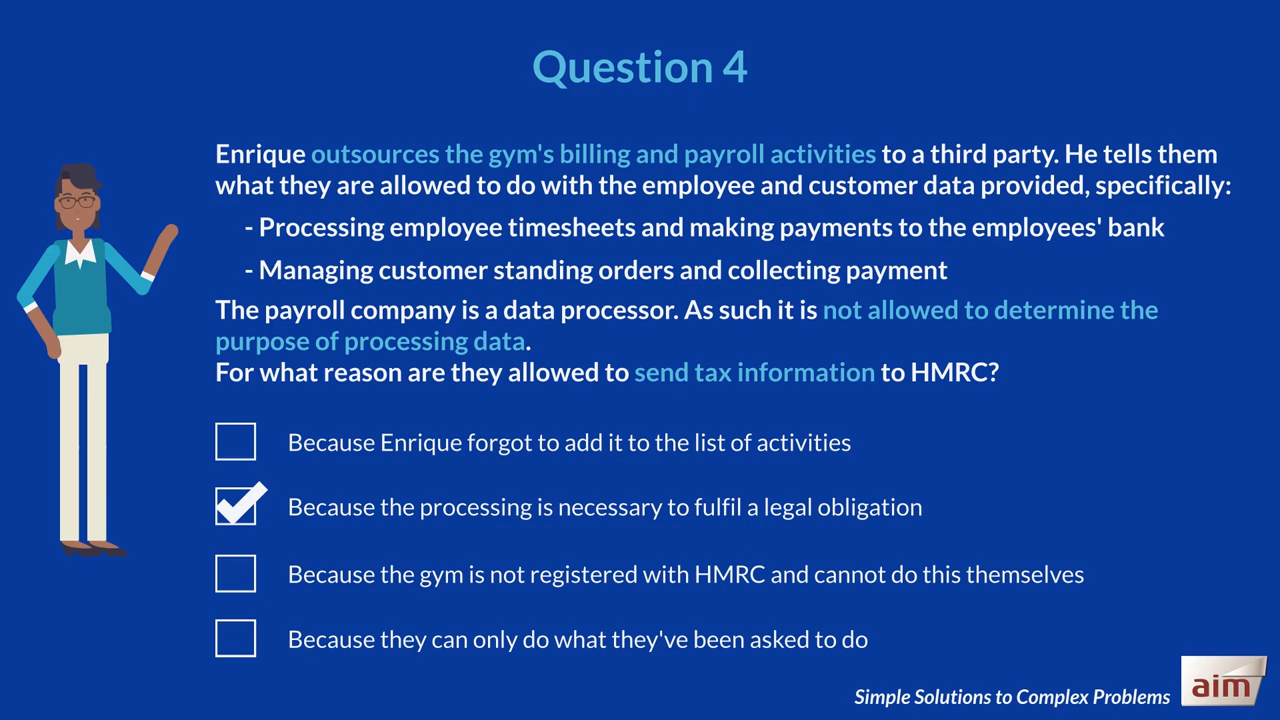 Question 4
Enrique outsources the gym's billing and payroll activities to a third party. He tells them
what they are allowed to do with the employee and customer data provided, specifically:
- Processing employee timesheets and making payments to the employees' bank
- Managing customer standing orders and collecting payment
The payroll company is a data processor. As such it is not allowed to determine the
purpose of processing data.
For what reason are they allowed to send tax information to HMRC?
Because Enrique forgot to add it to the list of activities
Because the processing is necessary to fulfil a legal obligation
Because the gym is not registered with HMRC and cannot do this themselves
Because they can only do what they've been asked to do
Simple Solutions to Complex Problems
aim